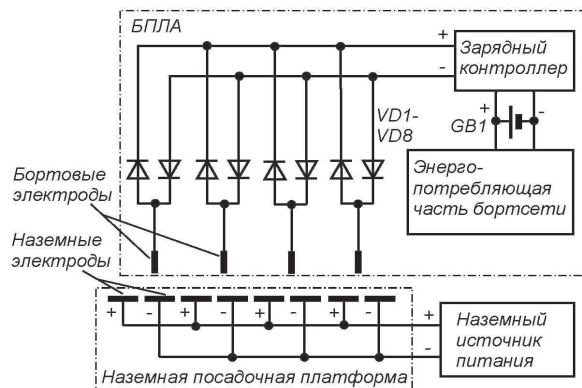 БПЛА
+
-
Зарядный
контроллер
+
-
GB1
VD1-
VD8
Энерго-
потребляющая
часть бортсети
Бортовые
электроды
Наземные
электроды
+ - + - + - + -
+
-
Наземный
источник
питания
Наземная посадочная платформа